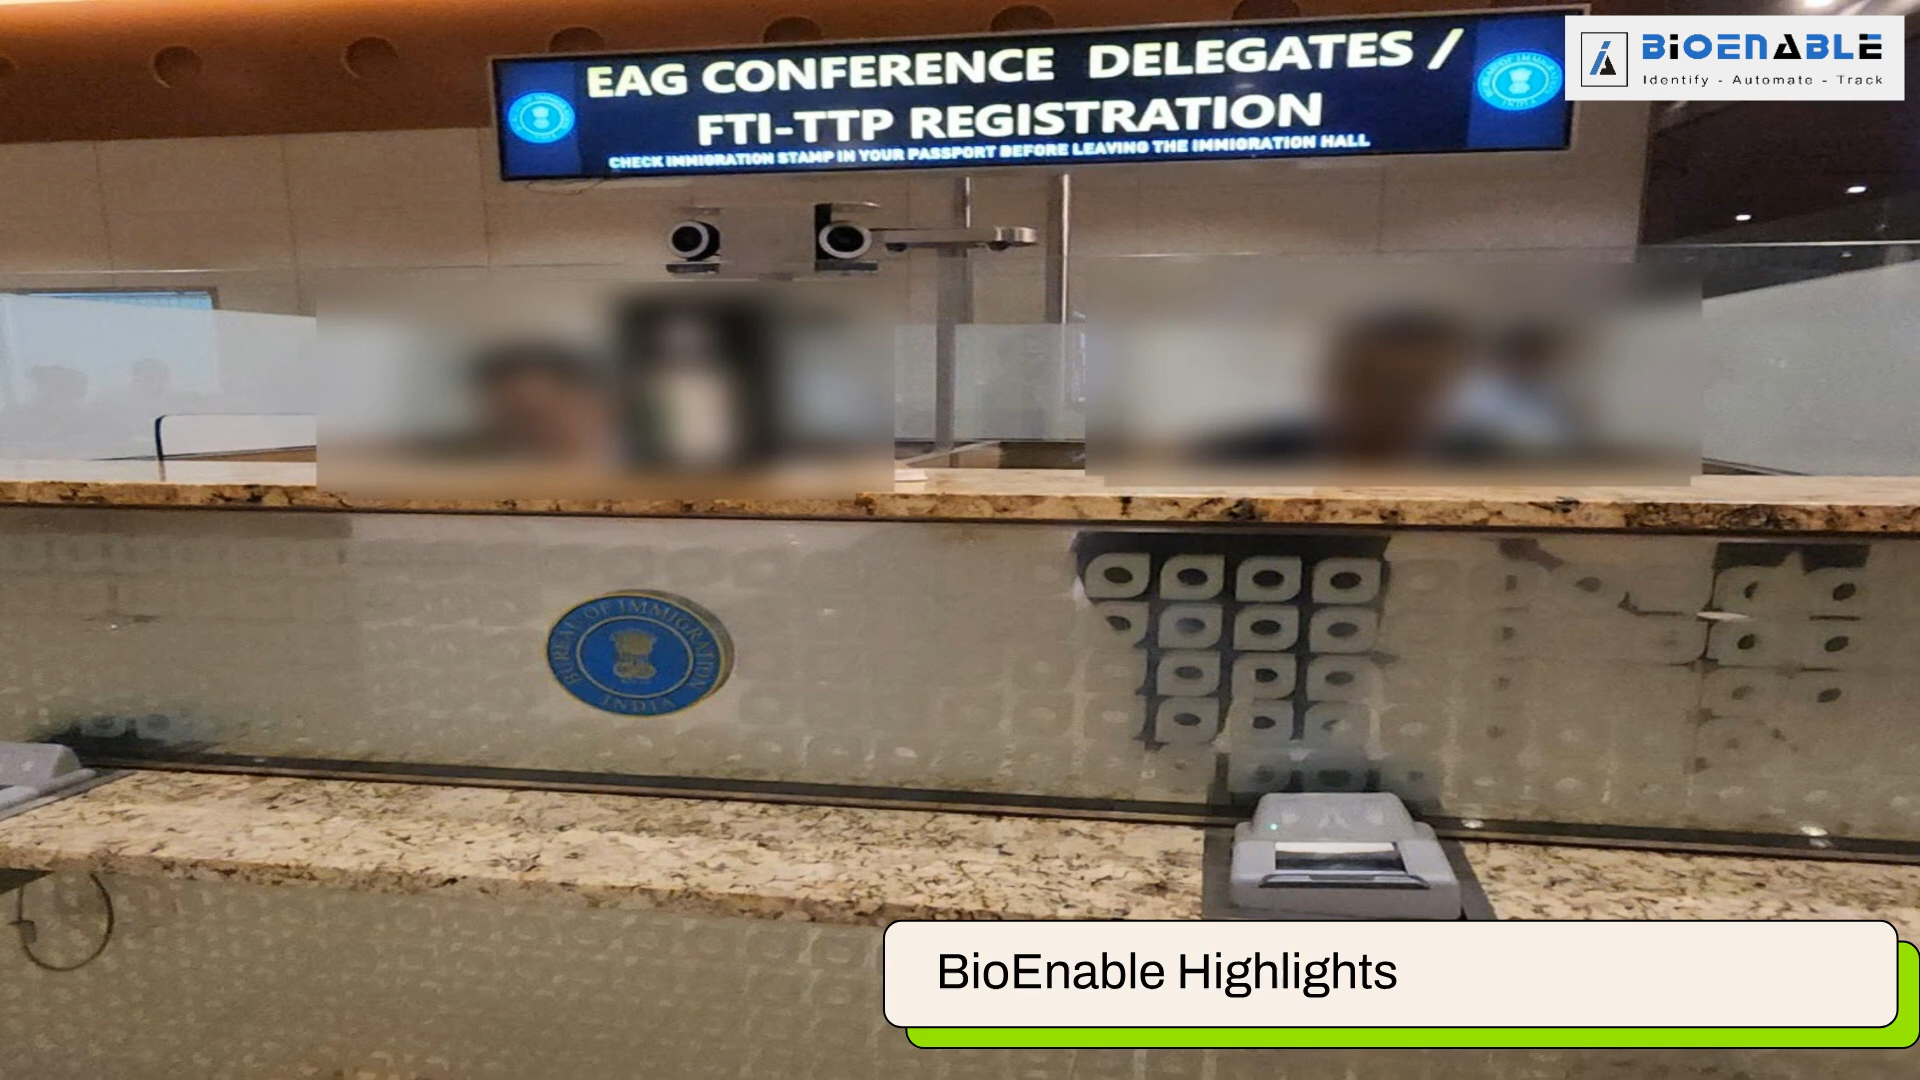 EAG CONFERENCE DELEGATES /
FTI-TTP REGISTRATION
CHECK IMMIGRATION STAMP IN YOUR PASSPORT BEFORE LEAVING THE IMMIGRATION HALL
BIOENABLE
Identify - Automate - Track
BUREAU OF IMMIGRATION
INDIA
BioEnable Highlights